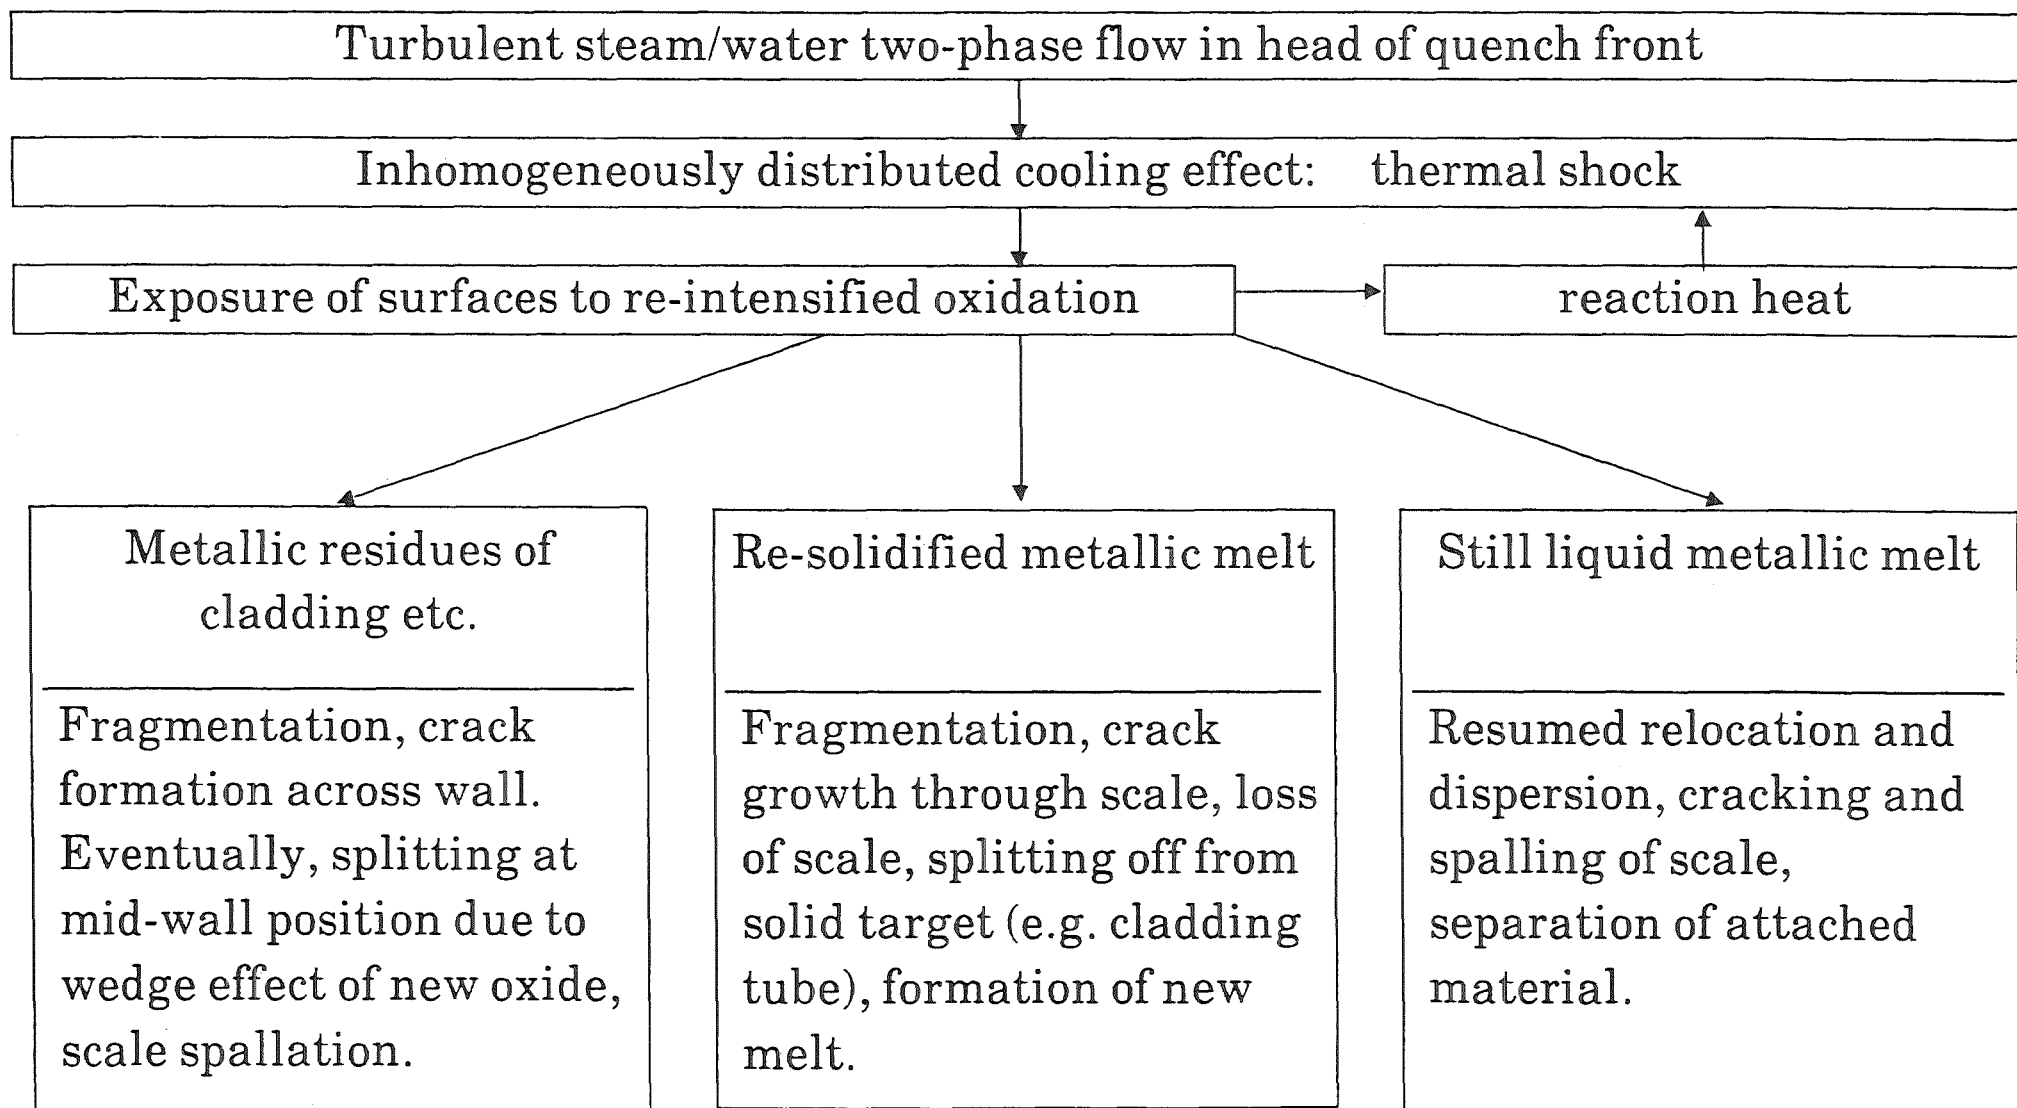 Turbulent steam/water two-phase flow in head of quench front
Inhomogeneously distributed cooling effect: thermal shock
Exposure of surfaces to re-intensified oxidation
reaction heat
Metallic residues of
cladding etc.
Fragmentation, crack
formation across wall.
Eventually, splitting at
mid-wall position due to
wedge effect of new oxide,
scale spallation.
Re-solidified metallic melt
Fragmentation, crack
growth through scale, loss
of scale, splitting off from
solid target (e.g. cladding
tube), formation of new
melt.
Still liquid metallic melt
Resumed relocation and
dispersion, cracking and
spalling of scale,
separation of attached
material.